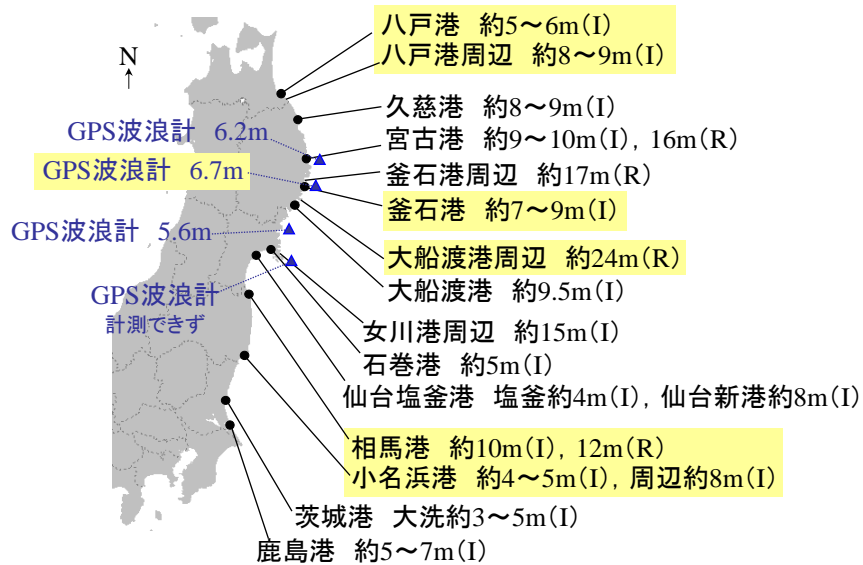 八戸港 約5～6m(I)
八戸港周辺 約8～9m(I)
N
久慈港 約8～9m(I)
GPS波浪計 6.2m
宮古港 約9～10m(I), 16m(R)
GPS波浪計 6.7m
釜石港周辺 約17m(R)
釜石港 約7～9m(I)
GPS波浪計 5.6m
大船渡港周辺 約24m(R)
大船渡港 約9.5m(I)
GPS波浪計
計測できず
女川港周辺 約15m(I)
石巻港 約5m(I)
仙台塩釜港 塩釜約4m(I), 仙台新港約8m(I)
相馬港 約10m(I), 12m(R)
小名浜港 約4～5m(I), 周辺約8m(I)
茨城港 大洗約3～5m(I)
鹿島港 約5～7m(I)